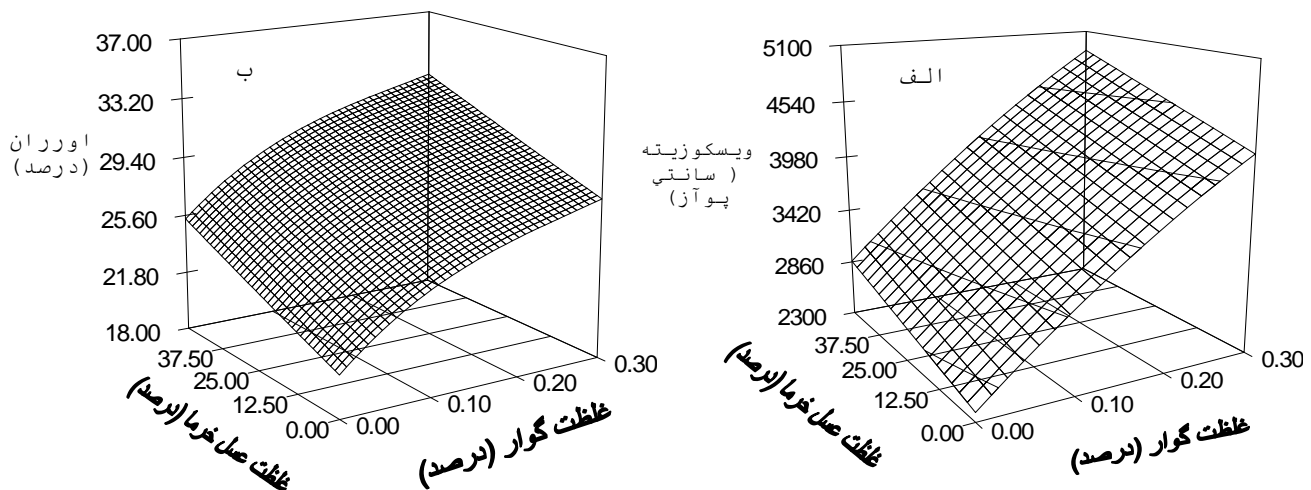 ب
37.00
33.20
29.40
25.60
21.80
18.00
اورران
(درصد)
37.50
25.00
12.50
0.00
0.00
0.10
0.20
0.30
غلظت عسل خرما (درصد)
غلظت گوار (درصد)
الف
5100
4540
3980
3420
2860
2300
ویسکوزیته
( سانتي
پوآز)
37.50
25.00
12.50
0.00
0.00
0.10
0.20
0.30
غلظت عسل خرما (درصد)
غلظت گوار (درصد)